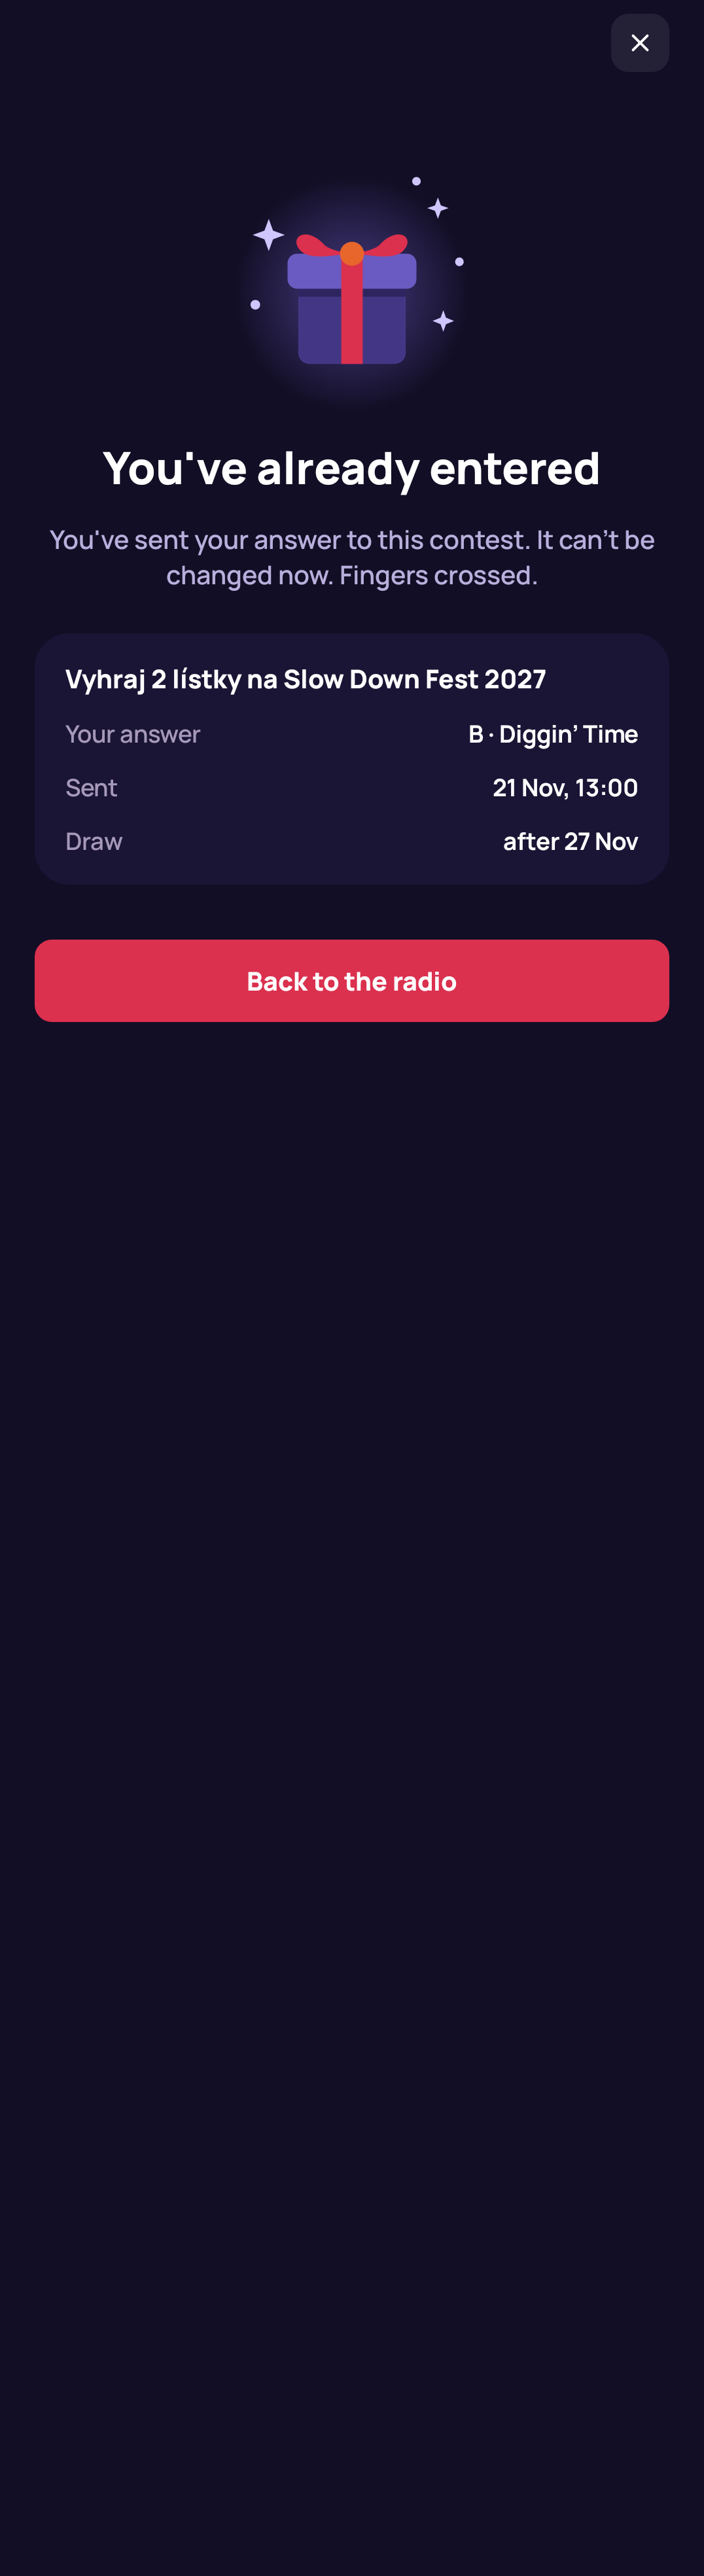 You've already entered
You've sent your answer to this contest. It can’t be
changed now. Fingers crossed.
Vyhraj 2 lístky na Slow Down Fest 2027
Your answer B · Diggin’ Time
Sent 21 Nov, 13:00
Draw after 27 Nov
Back to the radio